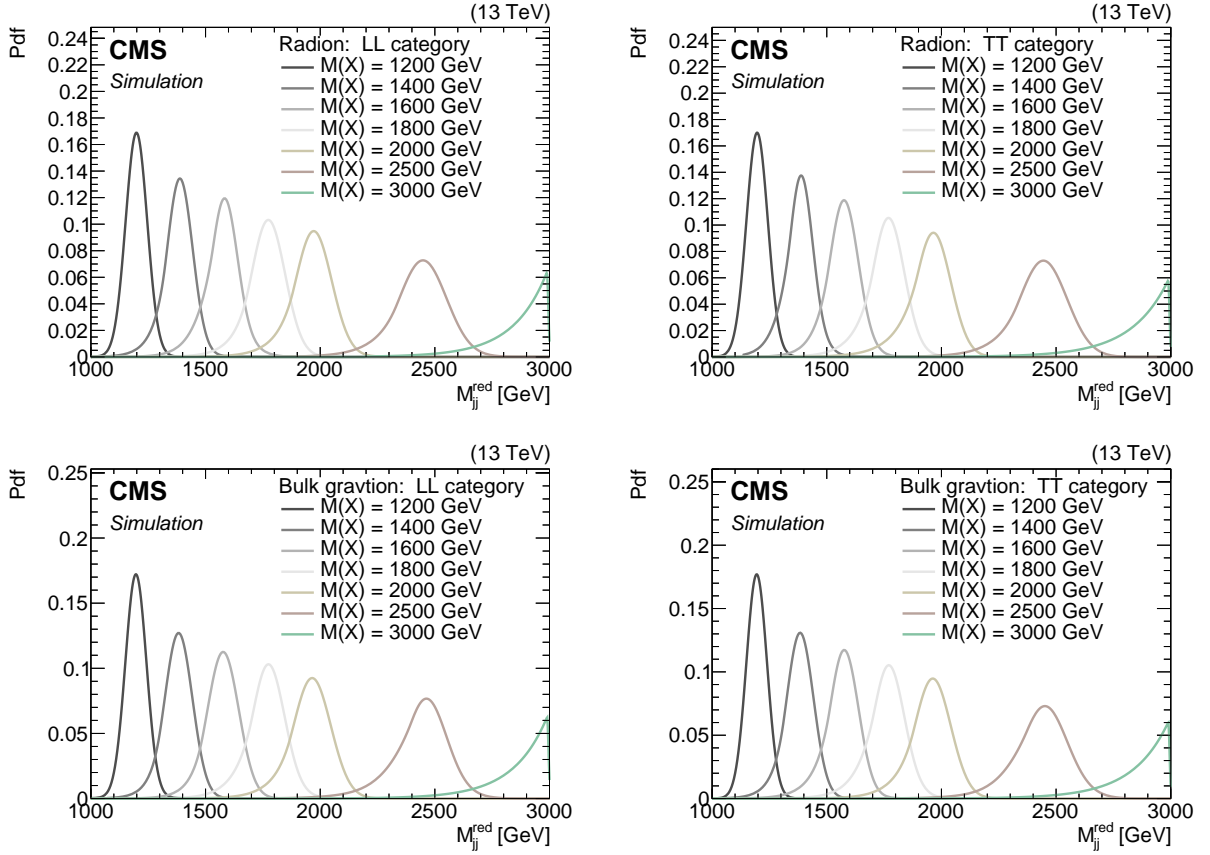 (13 TeV)
Pdf
CMS
Simulation
Radion: LL category
M(X) = 1200 GeV
M(X) = 1400 GeV
M(X) = 1600 GeV
M(X) = 1800 GeV
M(X) = 2000 GeV
M(X) = 2500 GeV
M(X) = 3000 GeV
0.24
0.22
0.2
0.18
0.16
0.14
0.12
0.1
0.08
0.06
0.04
0.02
0
1000 1500 2000 2500 3000
M_jj^red [GeV]
(13 TeV)
Pdf
CMS
Simulation
Radion: TT category
M(X) = 1200 GeV
M(X) = 1400 GeV
M(X) = 1600 GeV
M(X) = 1800 GeV
M(X) = 2000 GeV
M(X) = 2500 GeV
M(X) = 3000 GeV
0.24
0.22
0.2
0.18
0.16
0.14
0.12
0.1
0.08
0.06
0.04
0.02
0
1000 1500 2000 2500 3000
M_jj^red [GeV]
(13 TeV)
Pdf
CMS
Simulation
Bulk gravtion: LL category
M(X) = 1200 GeV
M(X) = 1400 GeV
M(X) = 1600 GeV
M(X) = 1800 GeV
M(X) = 2000 GeV
M(X) = 2500 GeV
M(X) = 3000 GeV
0.25
0.2
0.15
0.1
0.05
0
1000 1500 2000 2500 3000
M_jj^red [GeV]
(13 TeV)
Pdf
CMS
Simulation
Bulk gravtion: TT category
M(X) = 1200 GeV
M(X) = 1400 GeV
M(X) = 1600 GeV
M(X) = 1800 GeV
M(X) = 2000 GeV
M(X) = 2500 GeV
M(X) = 3000 GeV
0.25
0.2
0.15
0.1
0.05
0
1000 1500 2000 2500 3000
M_jj^red [GeV]